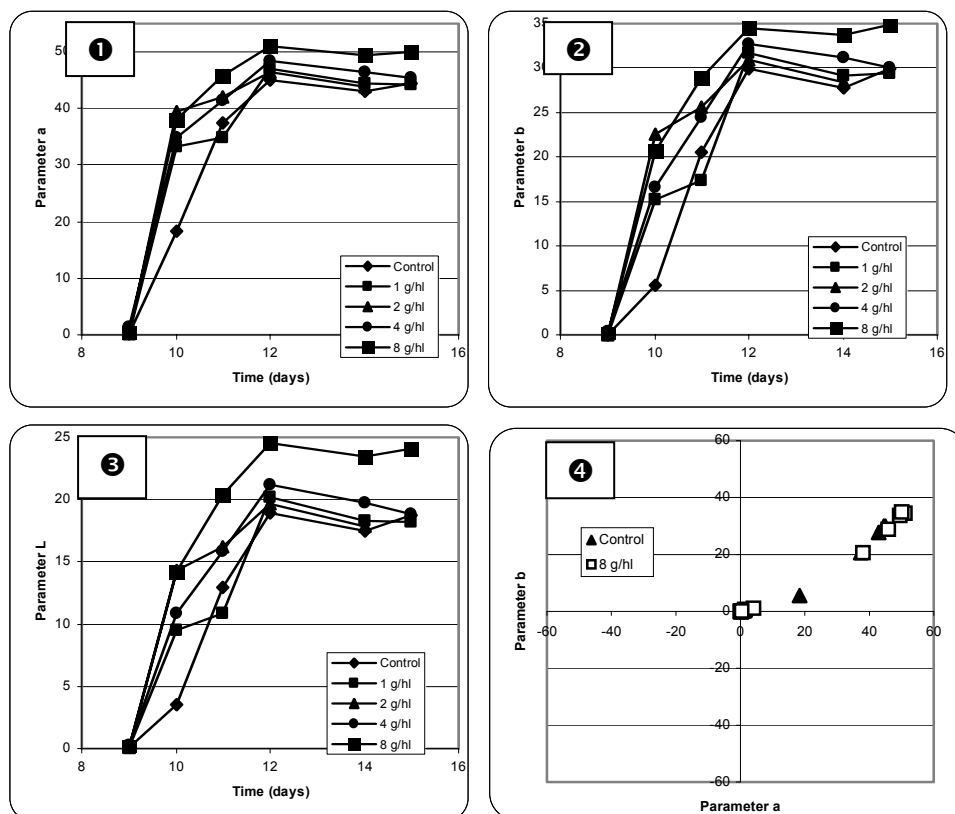 ❶
Parameter a
50
40
30
20
10
0
8 10 12 14 16
Time (days)
Control
1 g/hl
2 g/hl
4 g/hl
8 g/hl
❷
Parameter b
35
30
25
20
15
10
5
0
8 10 12 14 16
Time (days)
Control
1 g/hl
2 g/hl
4 g/hl
8 g/hl
❸
Parameter L
25
20
15
10
5
0
8 10 12 14 16
Time (days)
Control
1 g/hl
2 g/hl
4 g/hl
8 g/hl
❹
Parameter b
60
40
20
0
-20
-40
-60
-60 -40 -20 0 20 40 60
Parameter a
Control
8 g/hl